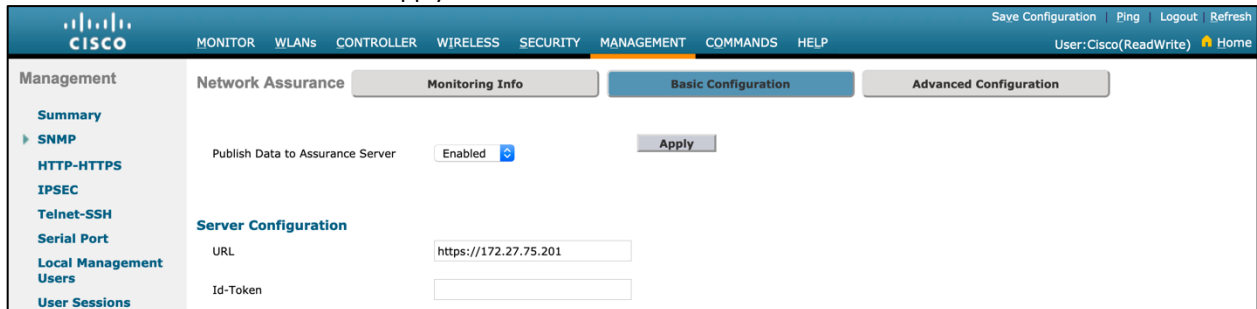 apply
Save Configuration | Ping | Logout | Refresh
CISCO MONITOR WLANs CONTROLLER WIRELESS SECURITY MANAGEMENT COMMANDS HELP User:Cisco(ReadWrite) Home
Management
Network Assurance Monitoring Info Basic Configuration Advanced Configuration
Summary
SNMP
HTTP-HTTPS
IPSEC
Telnet-SSH
Serial Port
Local Management
Users
User Sessions
Publish Data to Assurance Server Enabled Apply
Server Configuration
URL https://172.27.75.201
Id-Token